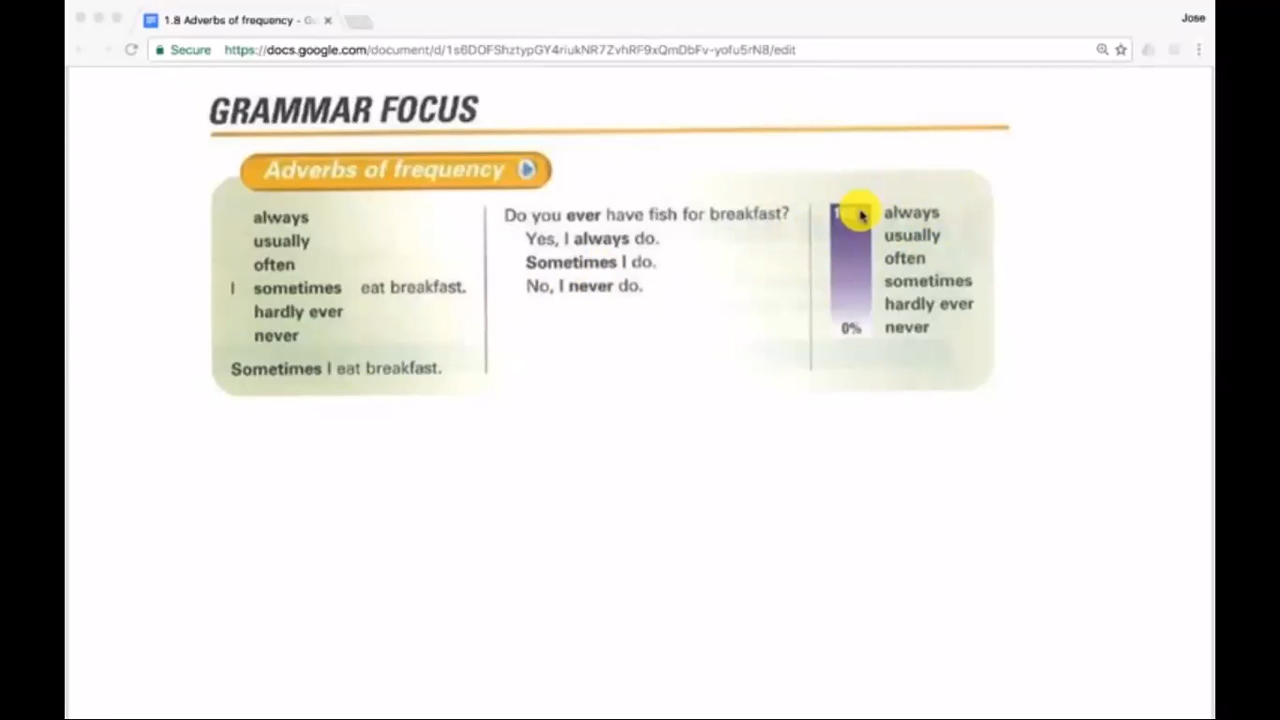 1.8 Adverbs of frequency - G
Jose
Secure https://docs.google.com/document/d/1s6DOFShztypGY4riukNR7ZvhRF9xQmDbFv-yofu5rN8/edit
GRAMMAR FOCUS
Adverbs of frequency
always
usually
often
I sometimes eat breakfast.
hardly ever
never
Sometimes I eat breakfast.
Do you ever have fish for breakfast?
Yes, I always do.
Sometimes I do.
No, I never do.
always
usually
often
sometimes
hardly ever
0% never